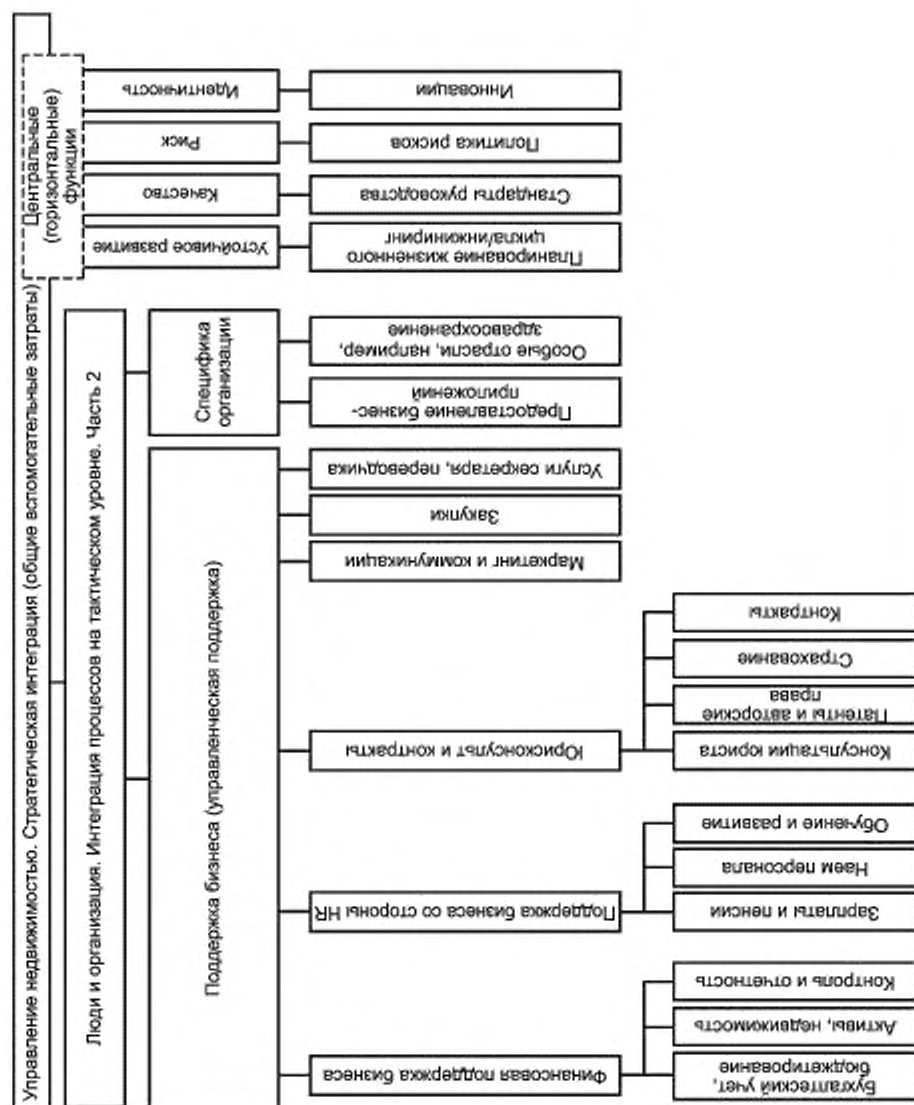 Управление недвижимостью. Стратегическая интеграция (общие вспомогательные затраты)
Центральные
(горизонтальные)
функции
Люди и организация. Интеграция процессов на тактическом уровне. Часть 2
Поддержка бизнеса (управленческая поддержка)
Специфика
организации
Финансовая поддержка бизнеса
Бухгалтеский учет,
бюджетирование
Активы, недвижимость
Контроль и отчетность
Поддержка бизнеса со стороны HR
Зарплаты и пенсии
Наем персонала
Обучение и развитие
Юрисконсульт и контракты
Консультации юриста
Патенты и авторские
права
Страхование
Контракты
Маркетинг и коммуникации
Закупки
Услуги секретаря, переводчика
Предоставление бизнес-
приложений
Особые отрасли, например,
здравоохранение
Устойчивое развитие
Планирование жизненного
цикла/инжиниринг
Качество
Стандарты руководства
Риск
Политика рисков
Идентичность
Инновации